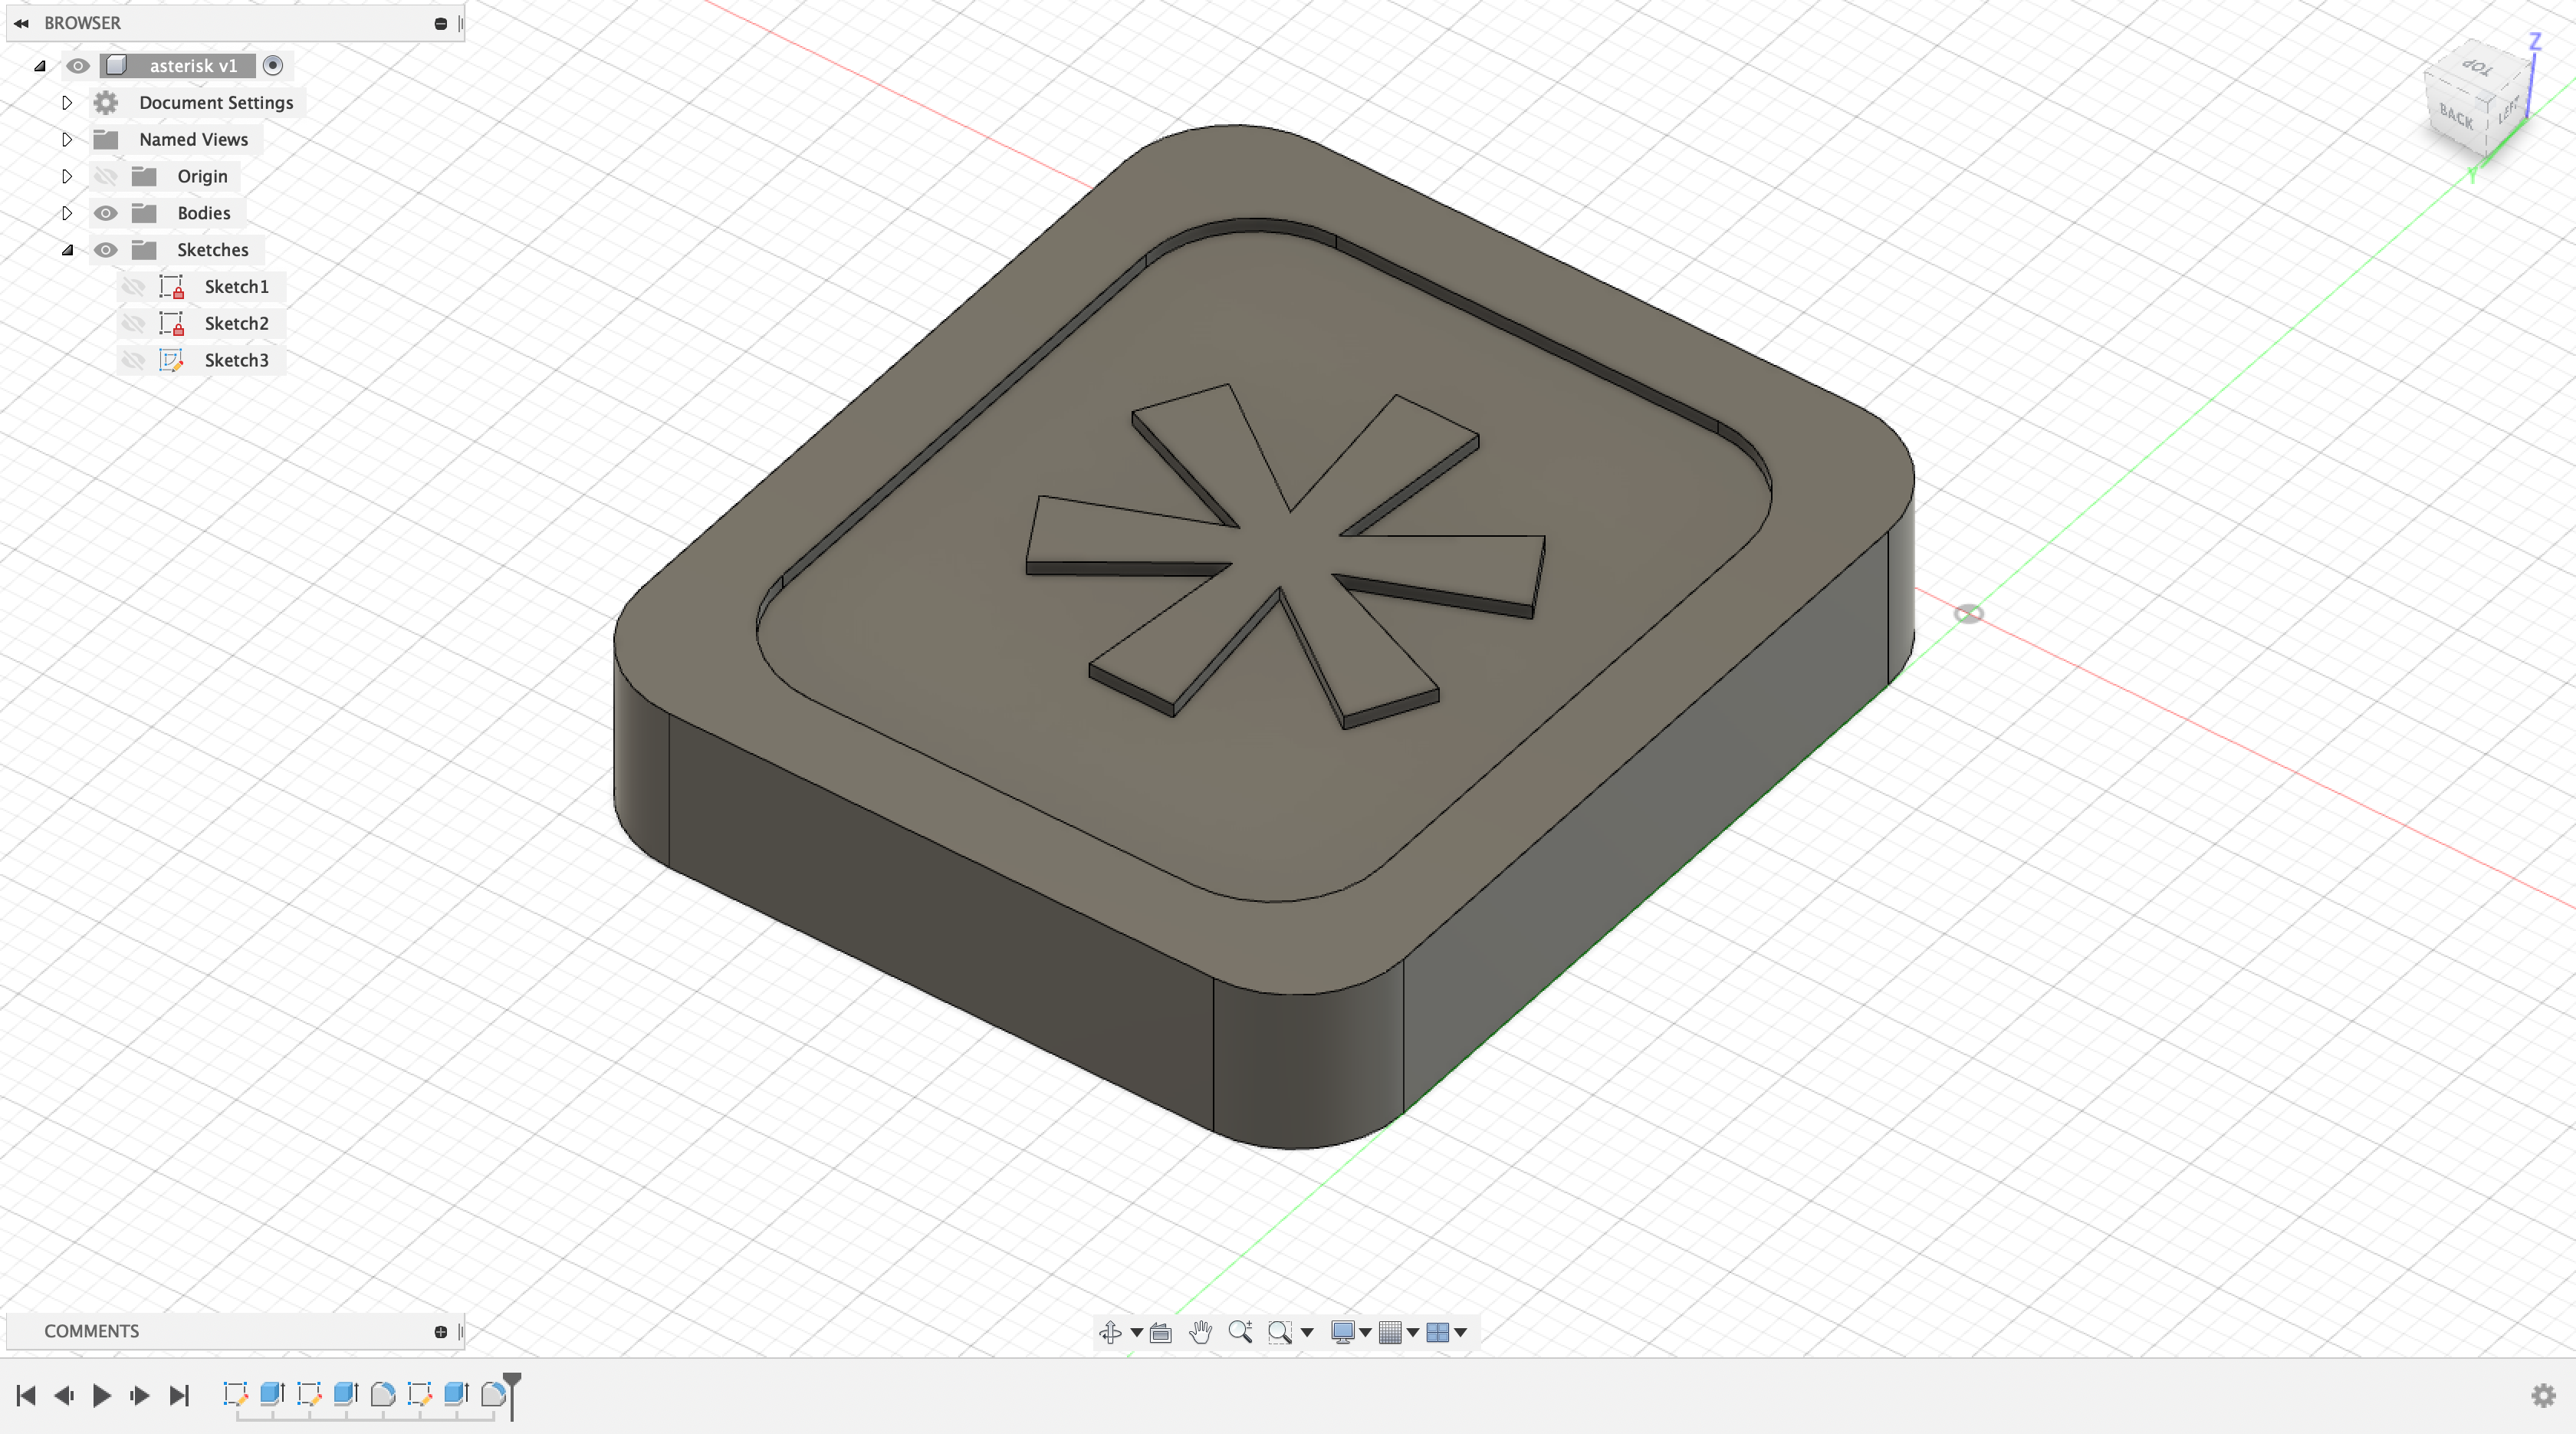 BROWSER
asterisk v1
Document Settings
Named Views
Origin
Bodies
Sketches
Sketch1
Sketch2
Sketch3
Z
TOP
BACK
LEFT
Y
COMMENTS